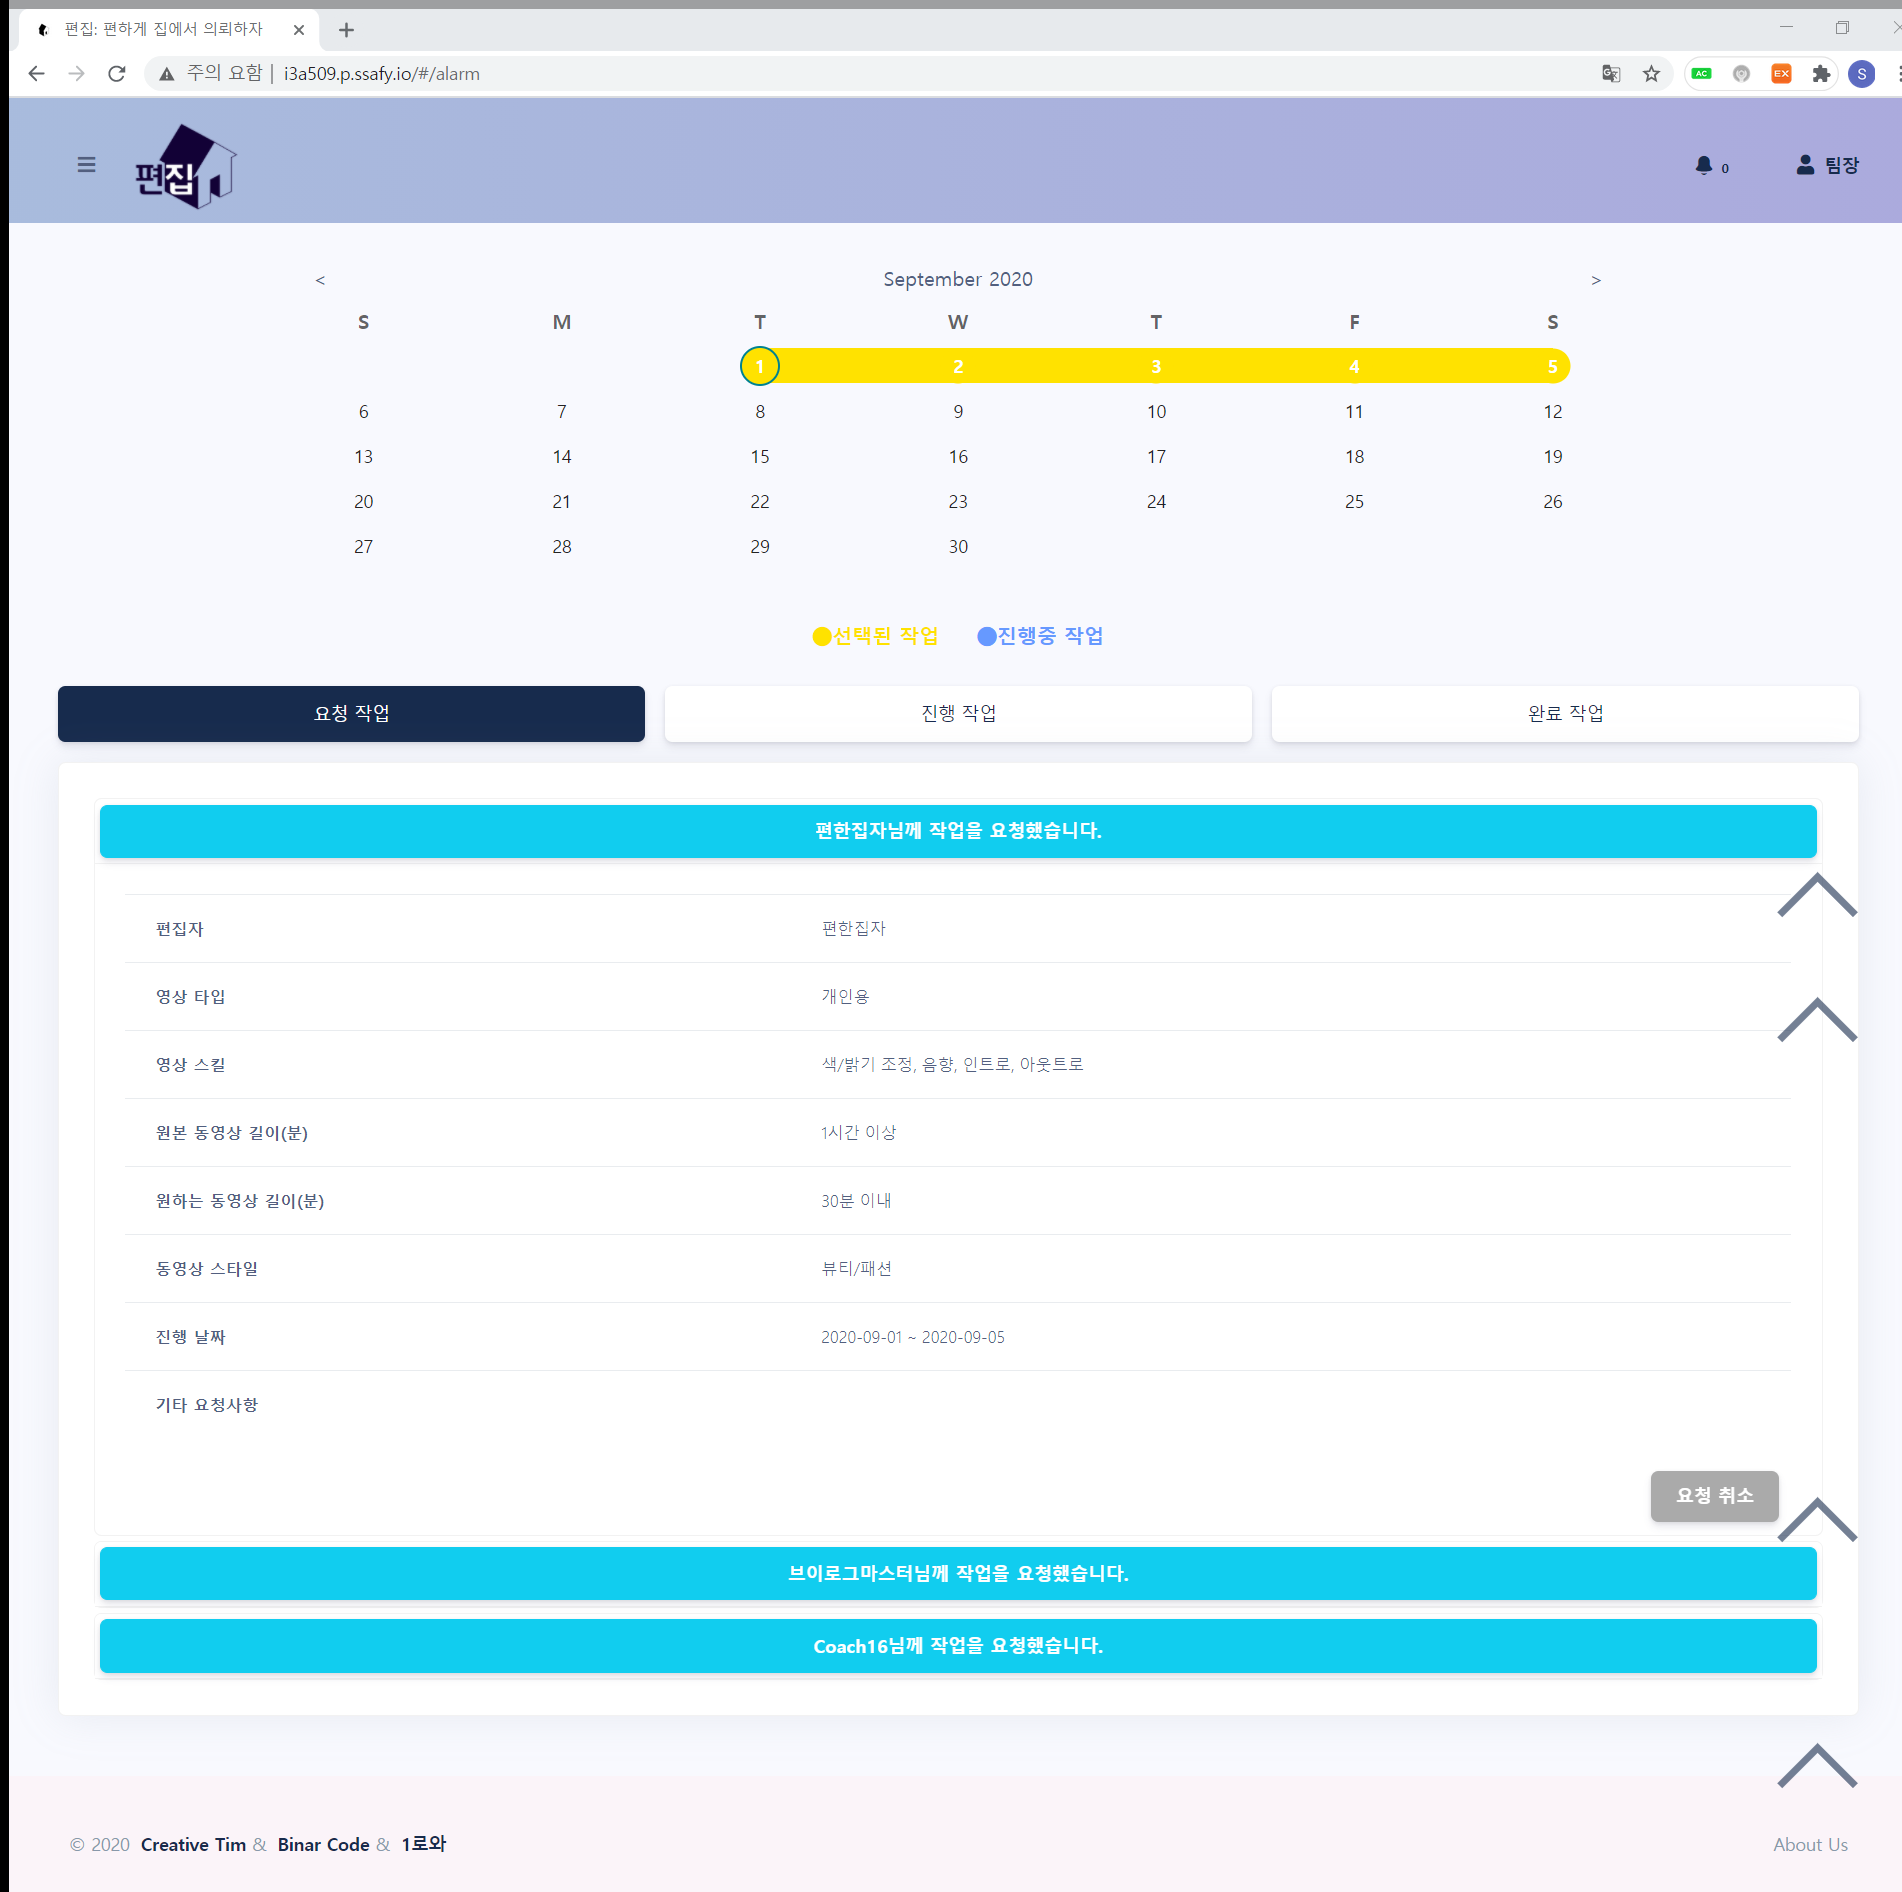 편집: 편하게 집에서 의뢰하자
주의 요함 | i3a509.p.ssafy.io/#/alarm
AC
EX
S
편집
0
팀장
< September 2020 >
S M T W T F S
1 2 3 4 5
6 7 8 9 10 11 12
13 14 15 16 17 18 19
20 21 22 23 24 25 26
27 28 29 30
선택된 작업 진행중 작업
요청 작업 진행 작업 완료 작업
편한집자님께 작업을 요청했습니다.
편집자 편한집자
영상 타입 개인용
영상 스킬 색/밝기 조정, 음향, 인트로, 아웃트로
원본 동영상 길이(분) 1시간 이상
원하는 동영상 길이(분) 30분 이내
동영상 스타일 뷰티/패션
진행 날짜 2020-09-01 ~ 2020-09-05
기타 요청사항
요청 취소
브이로그마스터님께 작업을 요청했습니다.
Coach16님께 작업을 요청했습니다.
© 2020 Creative Tim & Binar Code & 1로와
About Us